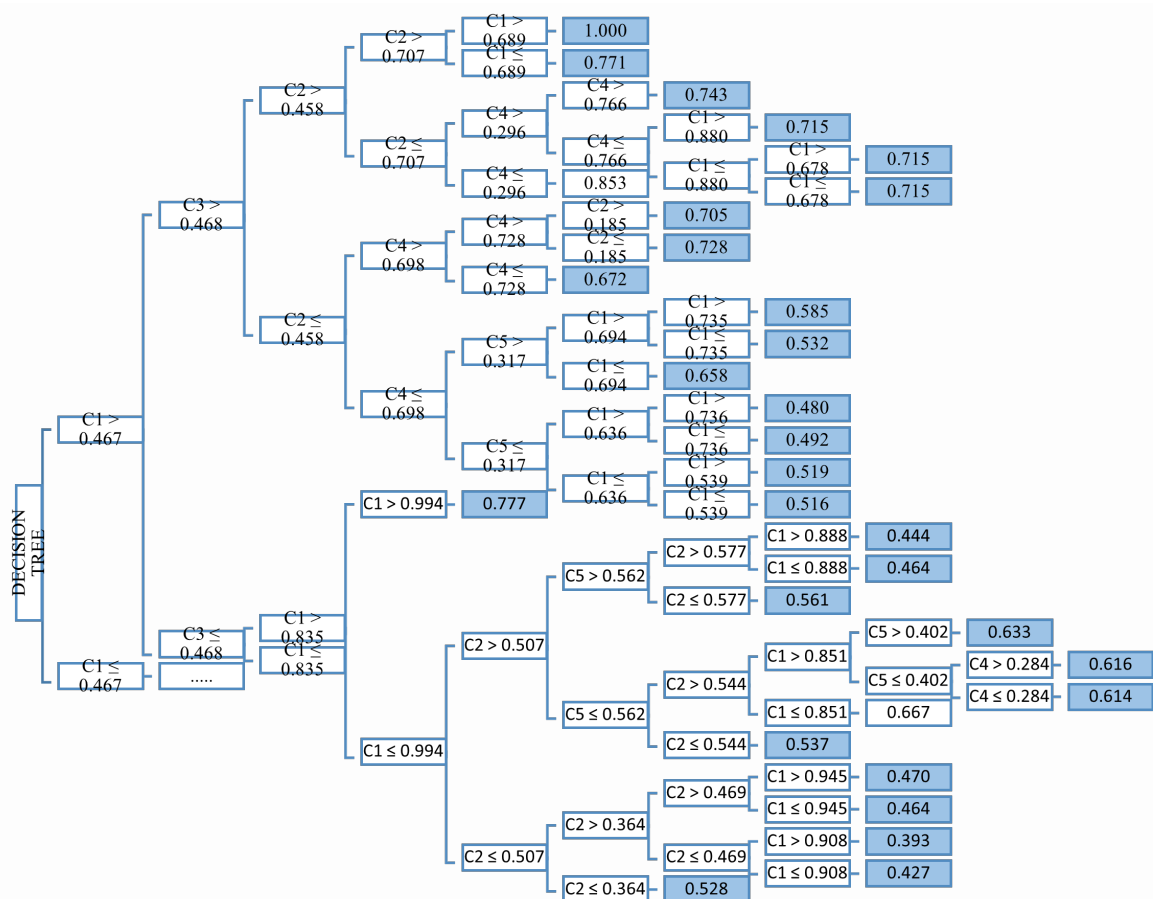 C1 >
0.689
1.000
C2 >
0.707
C1 ≤
0.689
0.771
C2 >
0.458
C4 >
0.766
0.743
C4 >
0.296
C1 >
0.880
0.715
C2 ≤
0.707
C4 ≤
0.766
C1 >
0.678
0.715
C1 ≤
0.880
C4 ≤
0.296
0.853
C1 ≤
0.678
0.715
C3 >
0.468
C2 >
0.185
0.705
C4 >
0.728
C2 ≤
0.185
0.728
C4 >
0.698
C4 ≤
0.728
0.672
C2 ≤
0.458
C1 >
0.735
0.585
C1 >
0.694
C1 ≤
0.735
0.532
C5 >
0.317
C1 ≤
0.694
0.658
C4 ≤
0.698
C1 >
0.736
0.480
C1 >
0.636
C1 ≤
0.736
0.492
C1 >
0.467
C5 ≤
0.317
C1 >
0.539
0.519
C1 ≤
0.636
C1 ≤
0.539
0.516
C1 > 0.994
0.777
DECISION
TREE
C1 > 0.888
0.444
C2 > 0.577
C1 ≤ 0.888
0.464
C5 > 0.562
C2 ≤ 0.577
0.561
C1 >
0.835
C3 ≤
0.468
C2 > 0.507
C5 > 0.402
0.633
C1 > 0.851
C1 ≤
0.835
C4 > 0.284
0.616
C1 ≤
0.467
.....
C2 > 0.544
C5 ≤ 0.402
C4 ≤ 0.284
0.614
C5 ≤ 0.562
C1 ≤ 0.851
0.667
C1 ≤ 0.994
C2 ≤ 0.544
0.537
C1 > 0.945
0.470
C2 > 0.469
C1 ≤ 0.945
0.464
C2 > 0.364
C1 > 0.908
0.393
C2 ≤ 0.507
C2 ≤ 0.469
C1 ≤ 0.908
0.427
C2 ≤ 0.364
0.528